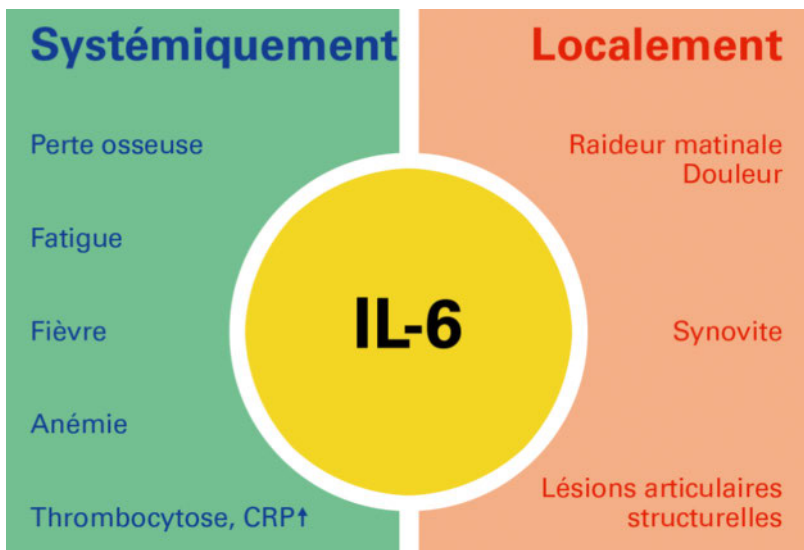 Systémiquement
Perte osseuse
Fatigue
Fièvre
Anémie
Thrombocytose, CRP↑
IL-6
Localement
Raideur matinale
Douleur
Synovite
Lésions articulaires
structurelles